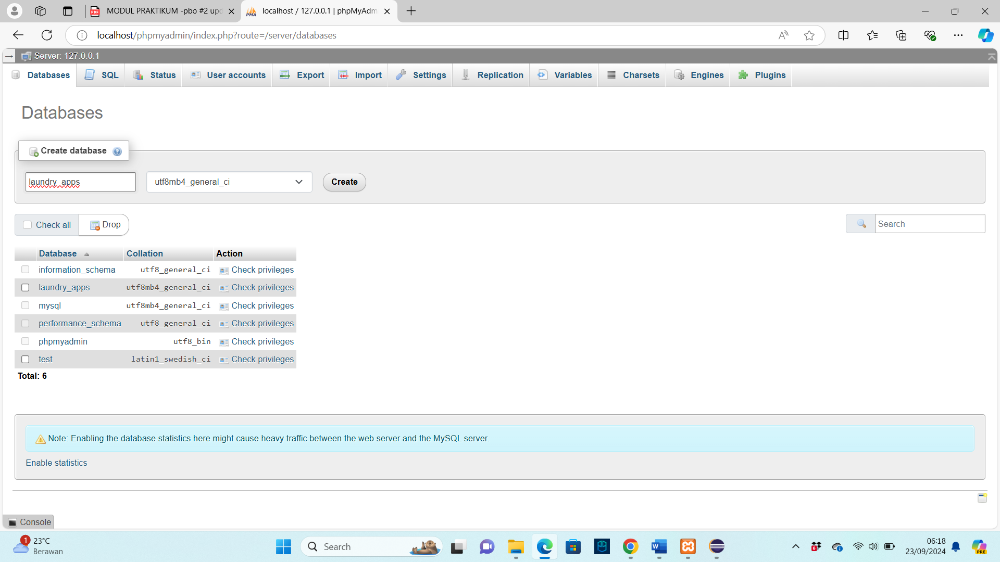 MODUL PRAKTIKUM -pbo #2 upd
localhost / 127.0.0.1 | phpMyAdm
localhost/phpmyadmin/index.php?route=/server/databases
Server: 127.0.0.1
Databases
SQL
Status
User accounts
Export
Import
Settings
Replication
Variables
Charsets
Engines
Plugins
Databases
Create database
laundry_apps
utf8mb4_general_ci
Create
Check all
Drop
Search
Database
Collation
Action
information_schema utf8_general_ci Check privileges
laundry_apps utf8mb4_general_ci Check privileges
mysql utf8mb4_general_ci Check privileges
performance_schema utf8_general_ci Check privileges
phpmyadmin utf8_bin Check privileges
test latin1_swedish_ci Check privileges
Total: 6
Note: Enabling the database statistics here might cause heavy traffic between the web server and the MySQL server.
Enable statistics
Console
1
23°C
Berawan
Search
6
06:18
23/09/2024
PRE